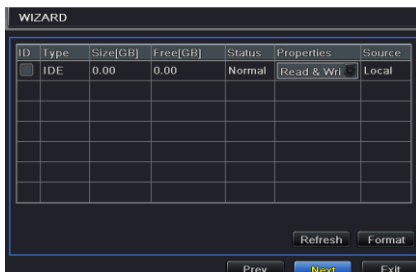 WIZARD
ID Type Size[GB] Free[GB] Status Properties Source
IDE 0.00 0.00 Normal Read & Wri Local
Refresh Format
Prev Next Exit